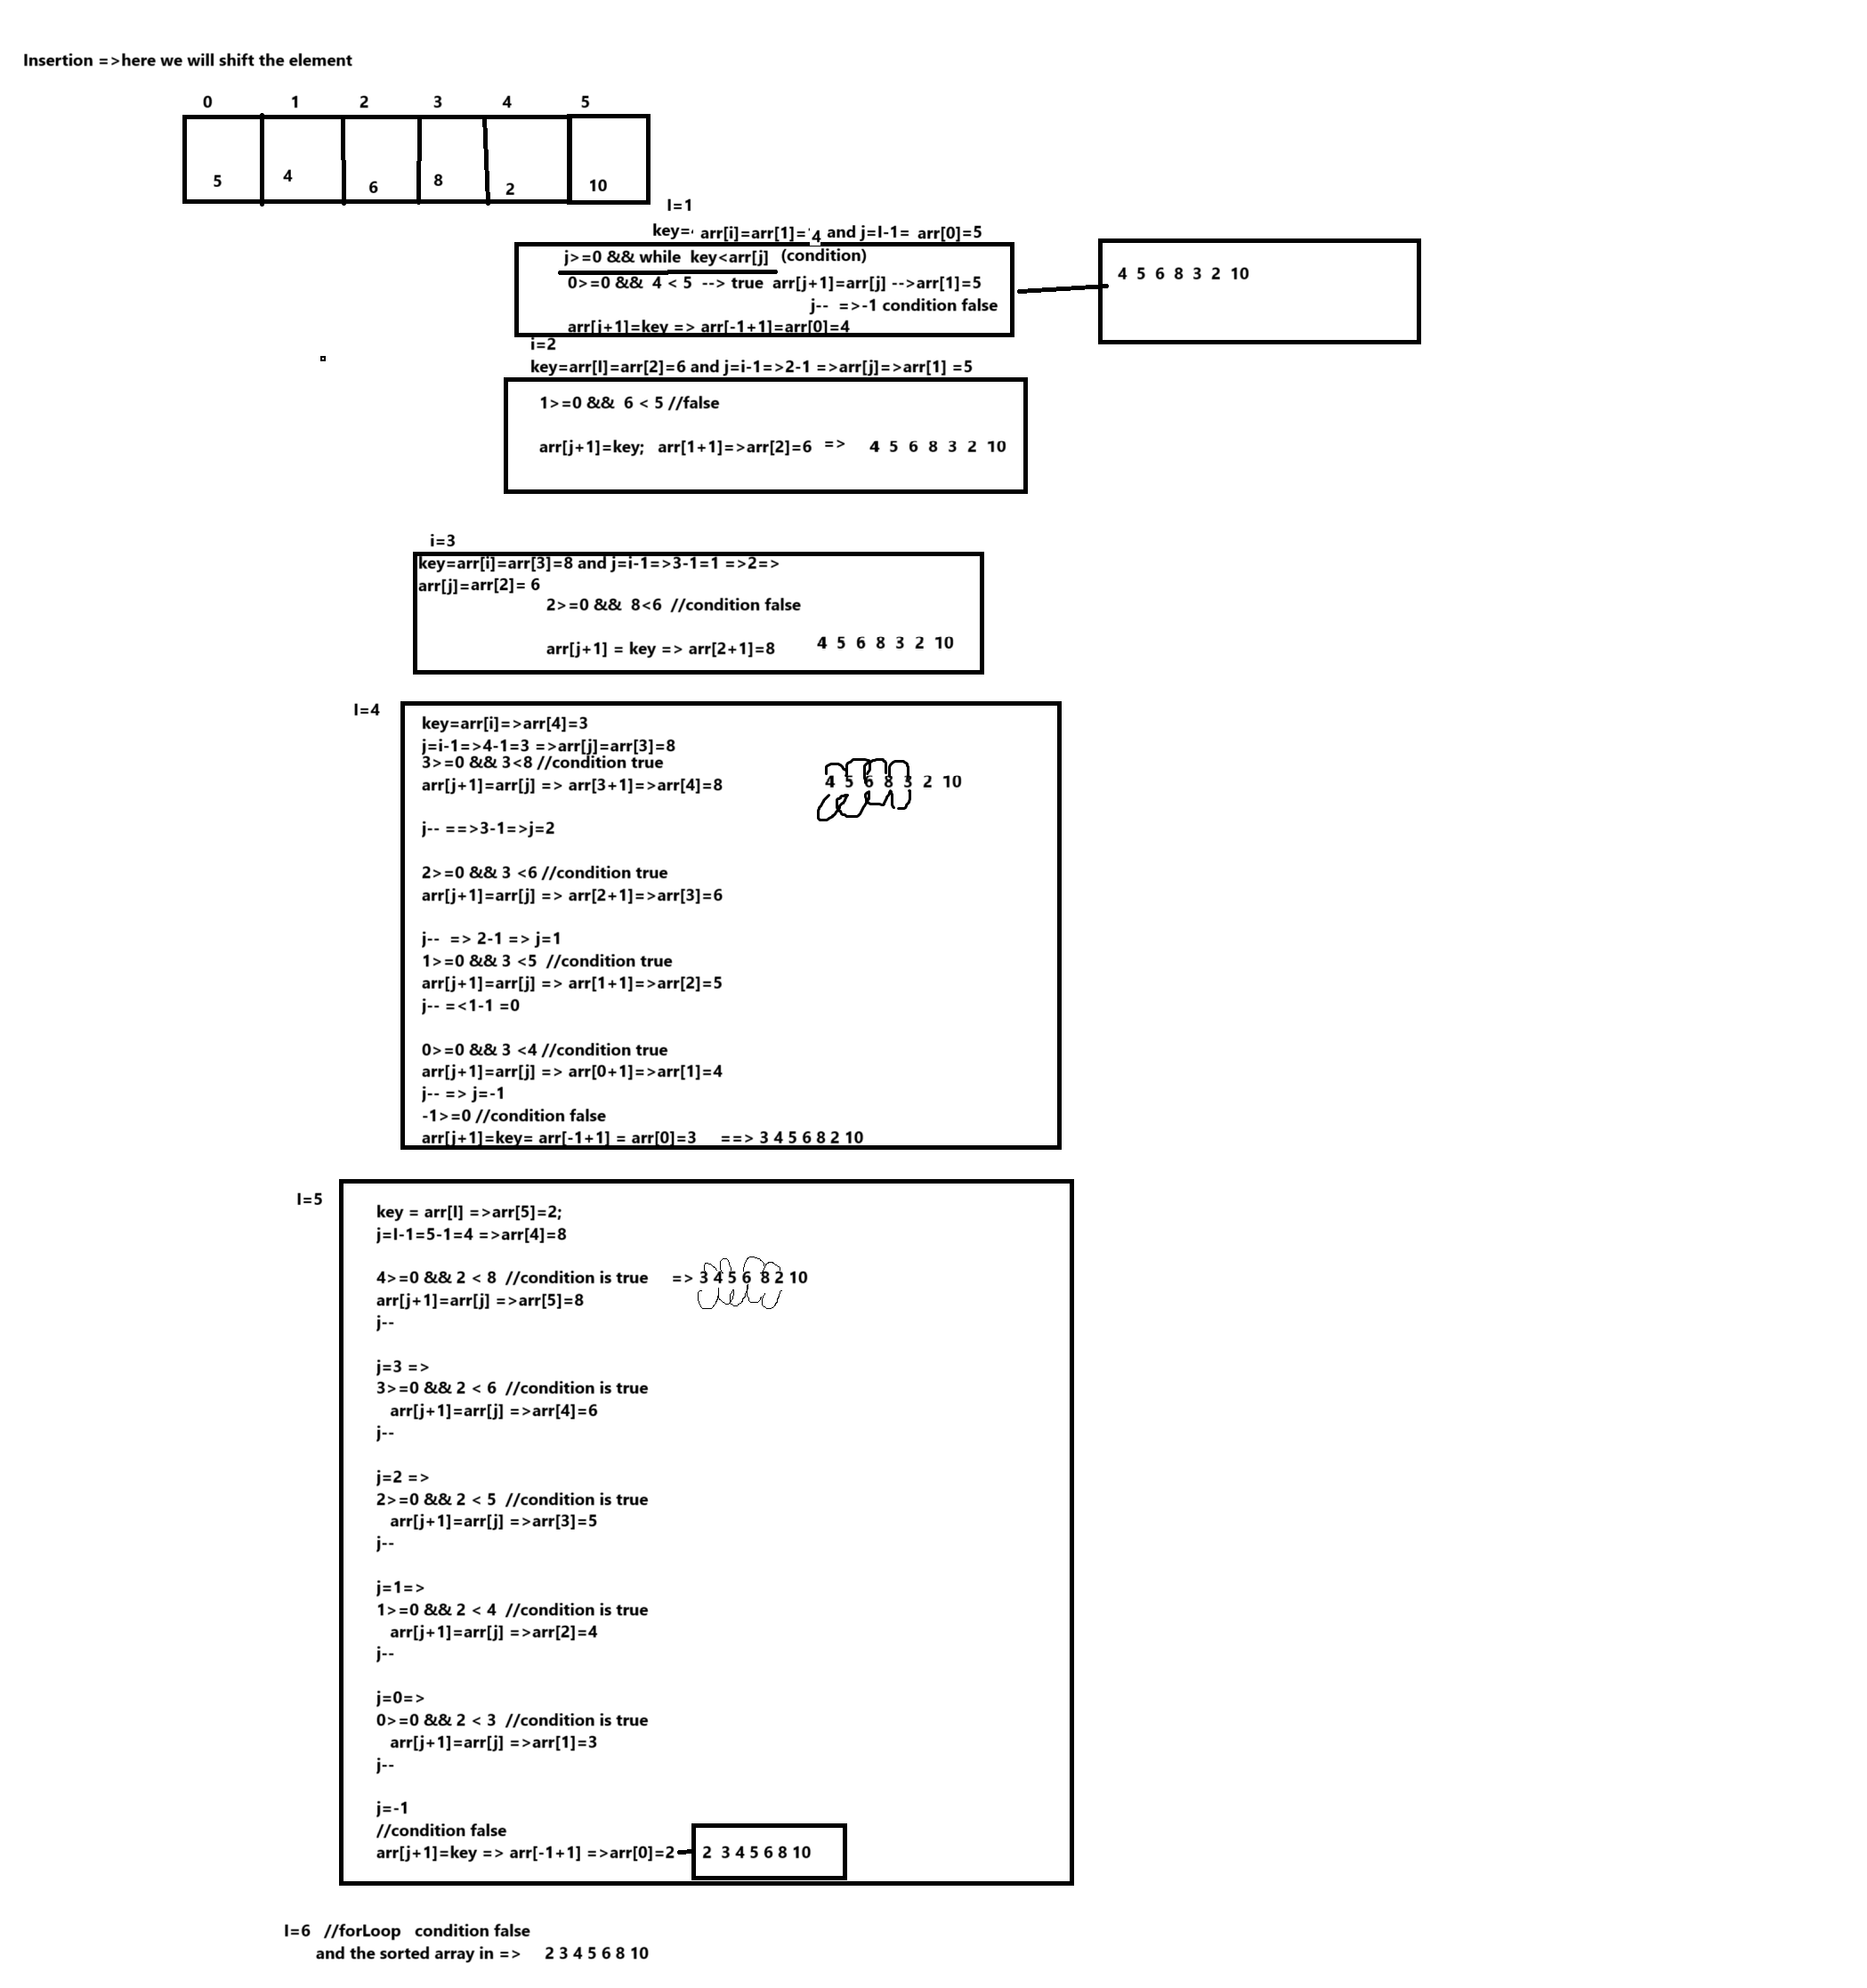 Insertion =>here we will shift the element
0 1 2 3 4 5
5 4 6 8 2 10
I=1
key= arr[i]=arr[1]= 4 and j=I-1= arr[0]=5
j>=0 && while key<arr[j] (condition)
0>=0 && 4 < 5 --> true arr[j+1]=arr[j] -->arr[1]=5
j-- =>-1 condition false
arr[j+1]=key => arr[-1+1]=arr[0]=4
4 5 6 8 3 2 10
i=2
key=arr[I]=arr[2]=6 and j=i-1=>2-1 =>arr[j]=>arr[1] =5
1>=0 && 6 < 5 //false
arr[j+1]=key; arr[1+1]=>arr[2]=6 => 4 5 6 8 3 2 10
i=3
key=arr[i]=arr[3]=8 and j=i-1=>3-1=1 =>2=>
arr[j]=arr[2]= 6
2>=0 && 8<6 //condition false
arr[j+1] = key => arr[2+1]=8 4 5 6 8 3 2 10
I=4
key=arr[i]=>arr[4]=3
j=i-1=>4-1=3 =>arr[j]=arr[3]=8
3>=0 && 3<8 //condition true
arr[j+1]=arr[j] => arr[3+1]=>arr[4]=8 4 5 6 8 3 2 10
j-- ==>3-1=>j=2
2>=0 && 3 <6 //condition true
arr[j+1]=arr[j] => arr[2+1]=>arr[3]=6
j-- => 2-1 => j=1
1>=0 && 3 <5 //condition true
arr[j+1]=arr[j] => arr[1+1]=>arr[2]=5
j-- =<1-1 =0
0>=0 && 3 <4 //condition true
arr[j+1]=arr[j] => arr[0+1]=>arr[1]=4
j-- => j=-1
-1>=0 //condition false
arr[j+1]=key= arr[-1+1] = arr[0]=3 ==> 3 4 5 6 8 2 10
I=5
key = arr[I] =>arr[5]=2;
j=I-1=5-1=4 =>arr[4]=8
4>=0 && 2 < 8 //condition is true => 3 4 5 6 8 2 10
arr[j+1]=arr[j] =>arr[5]=8
j--
j=3 =>
3>=0 && 2 < 6 //condition is true
arr[j+1]=arr[j] =>arr[4]=6
j--
j=2 =>
2>=0 && 2 < 5 //condition is true
arr[j+1]=arr[j] =>arr[3]=5
j--
j=1=>
1>=0 && 2 < 4 //condition is true
arr[j+1]=arr[j] =>arr[2]=4
j--
j=0=>
0>=0 && 2 < 3 //condition is true
arr[j+1]=arr[j] =>arr[1]=3
j--
j=-1
//condition false
arr[j+1]=key => arr[-1+1] =>arr[0]=2 2 3 4 5 6 8 10
I=6 //forLoop condition false
and the sorted array in => 2 3 4 5 6 8 10